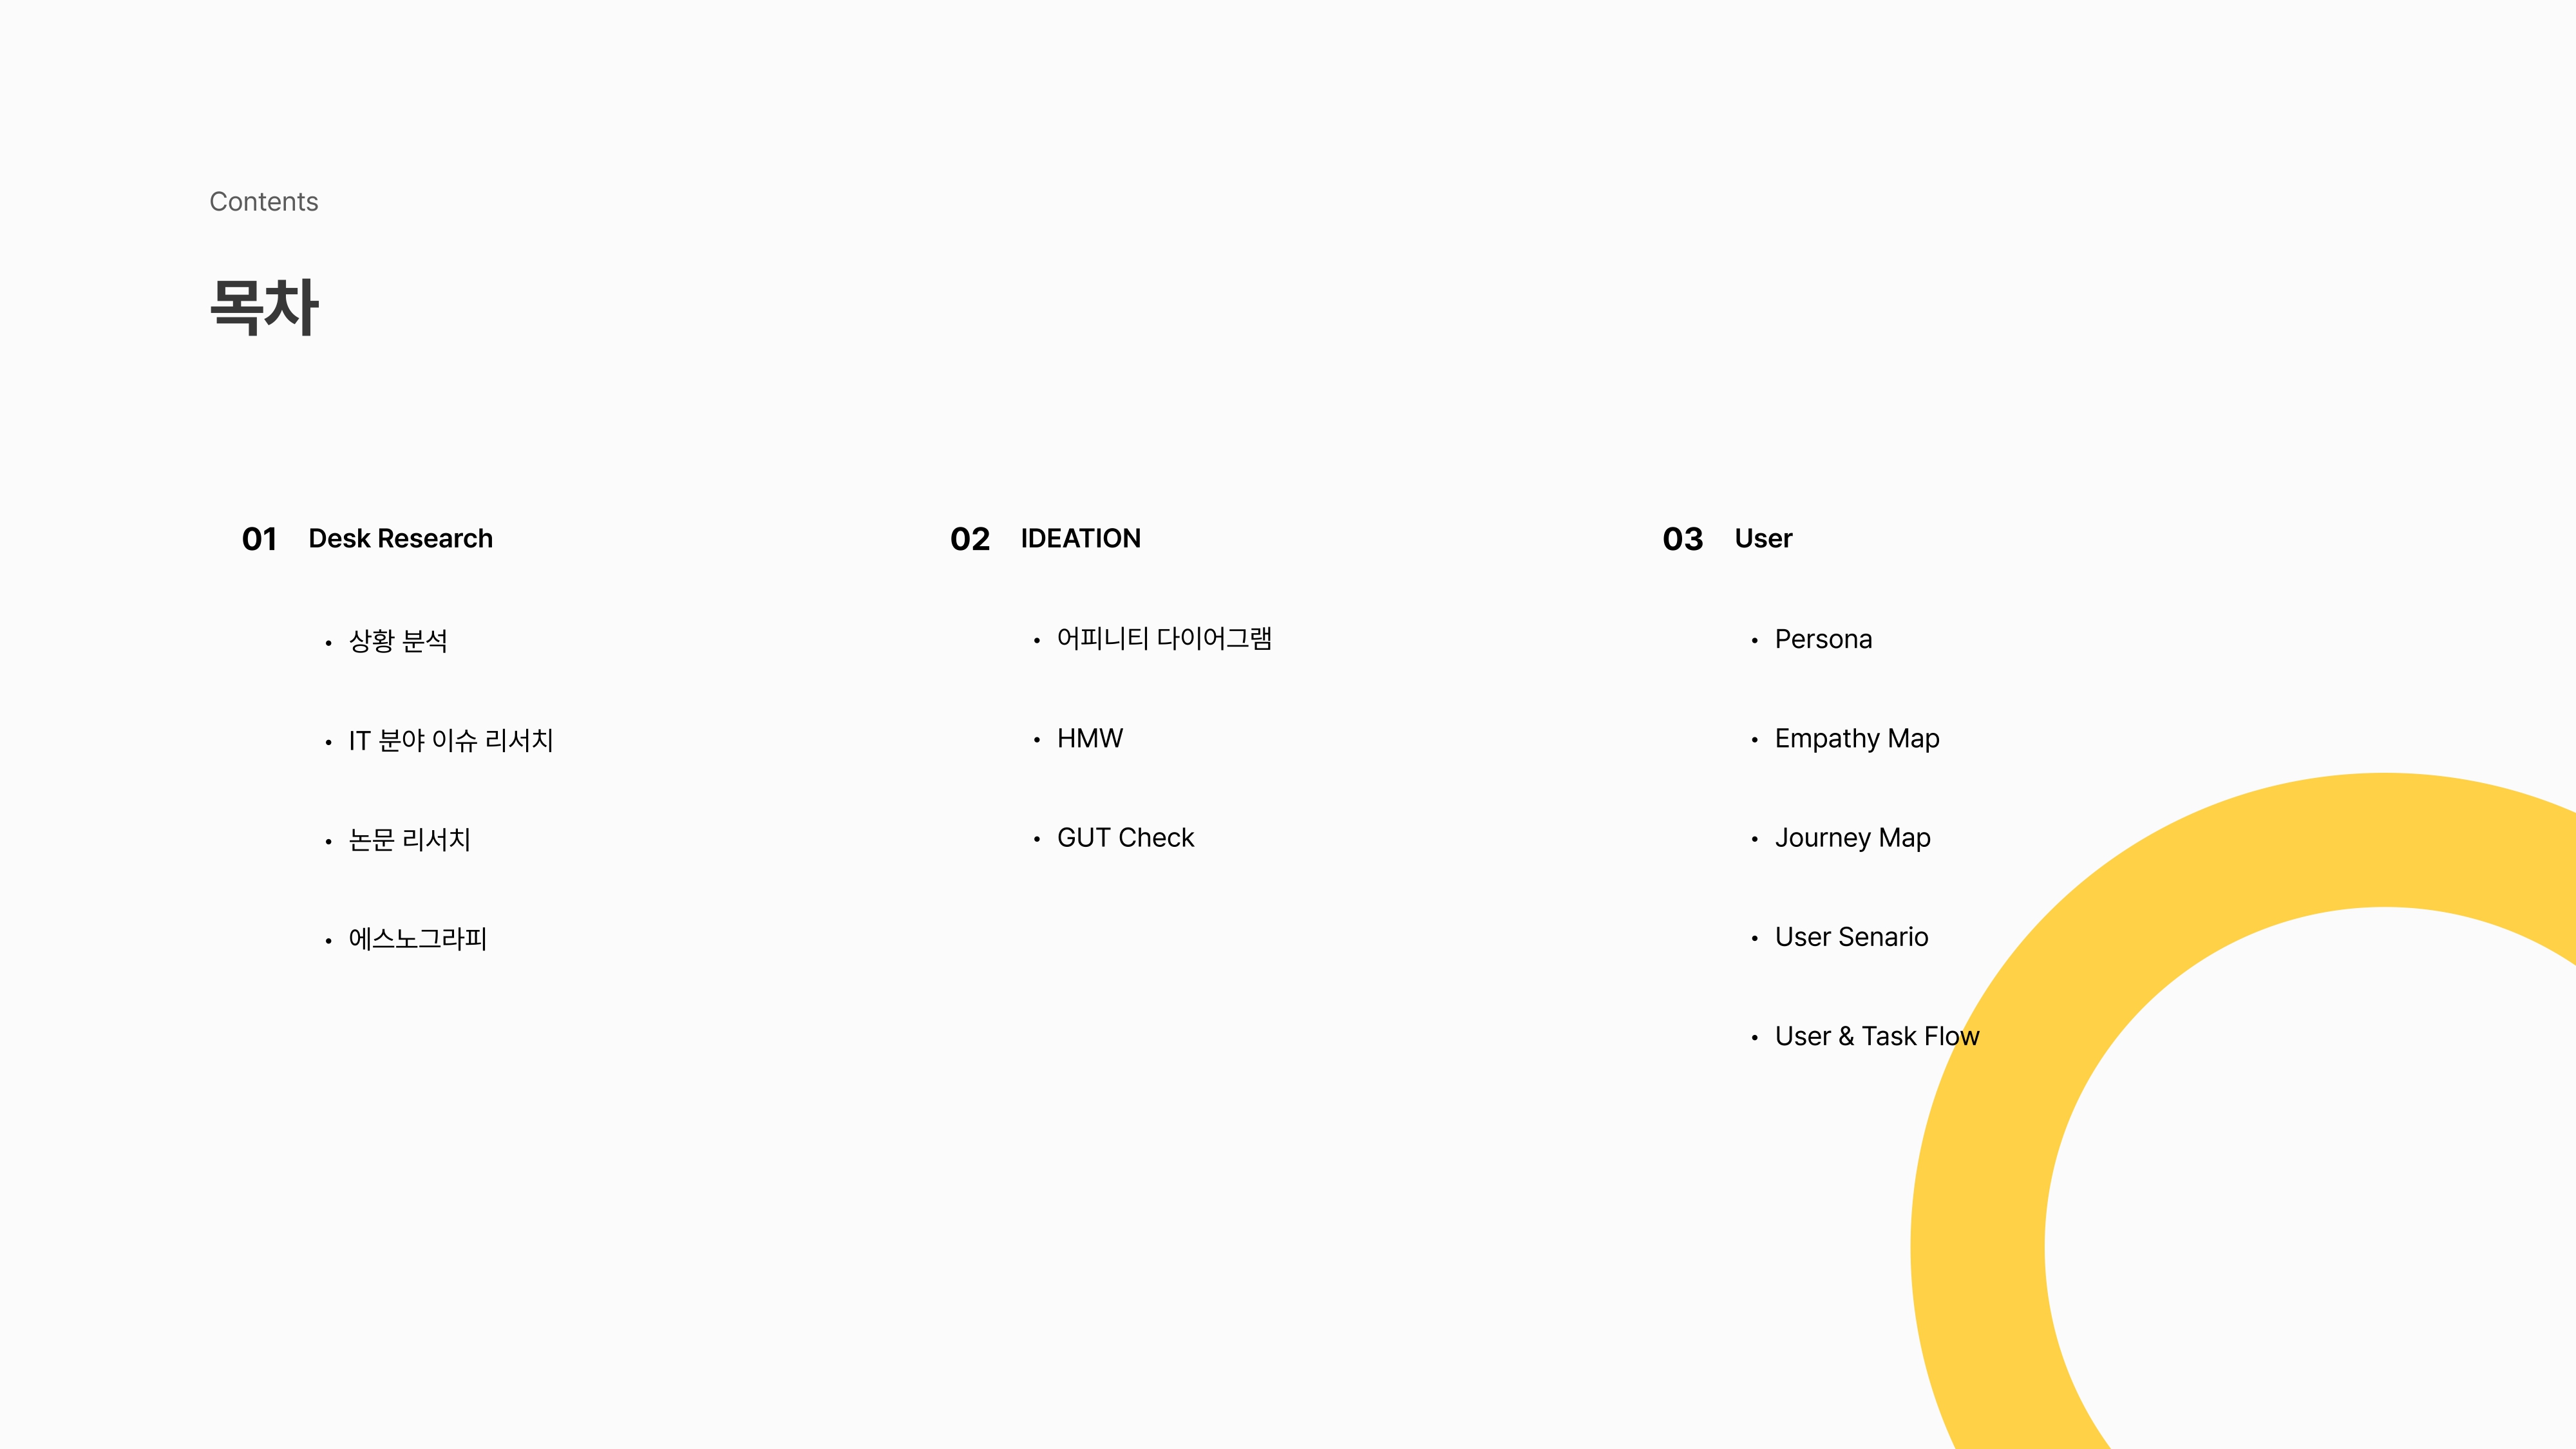 Contents
목차
01 Desk Research
• 상황 분석
• IT 분야 이슈 리서치
• 논문 리서치
• 에스노그라피
02 IDEATION
• 어피니티 다이어그램
• HMW
• GUT Check
03 User
• Persona
• Empathy Map
• Journey Map
• User Senario
• User & Task Flow